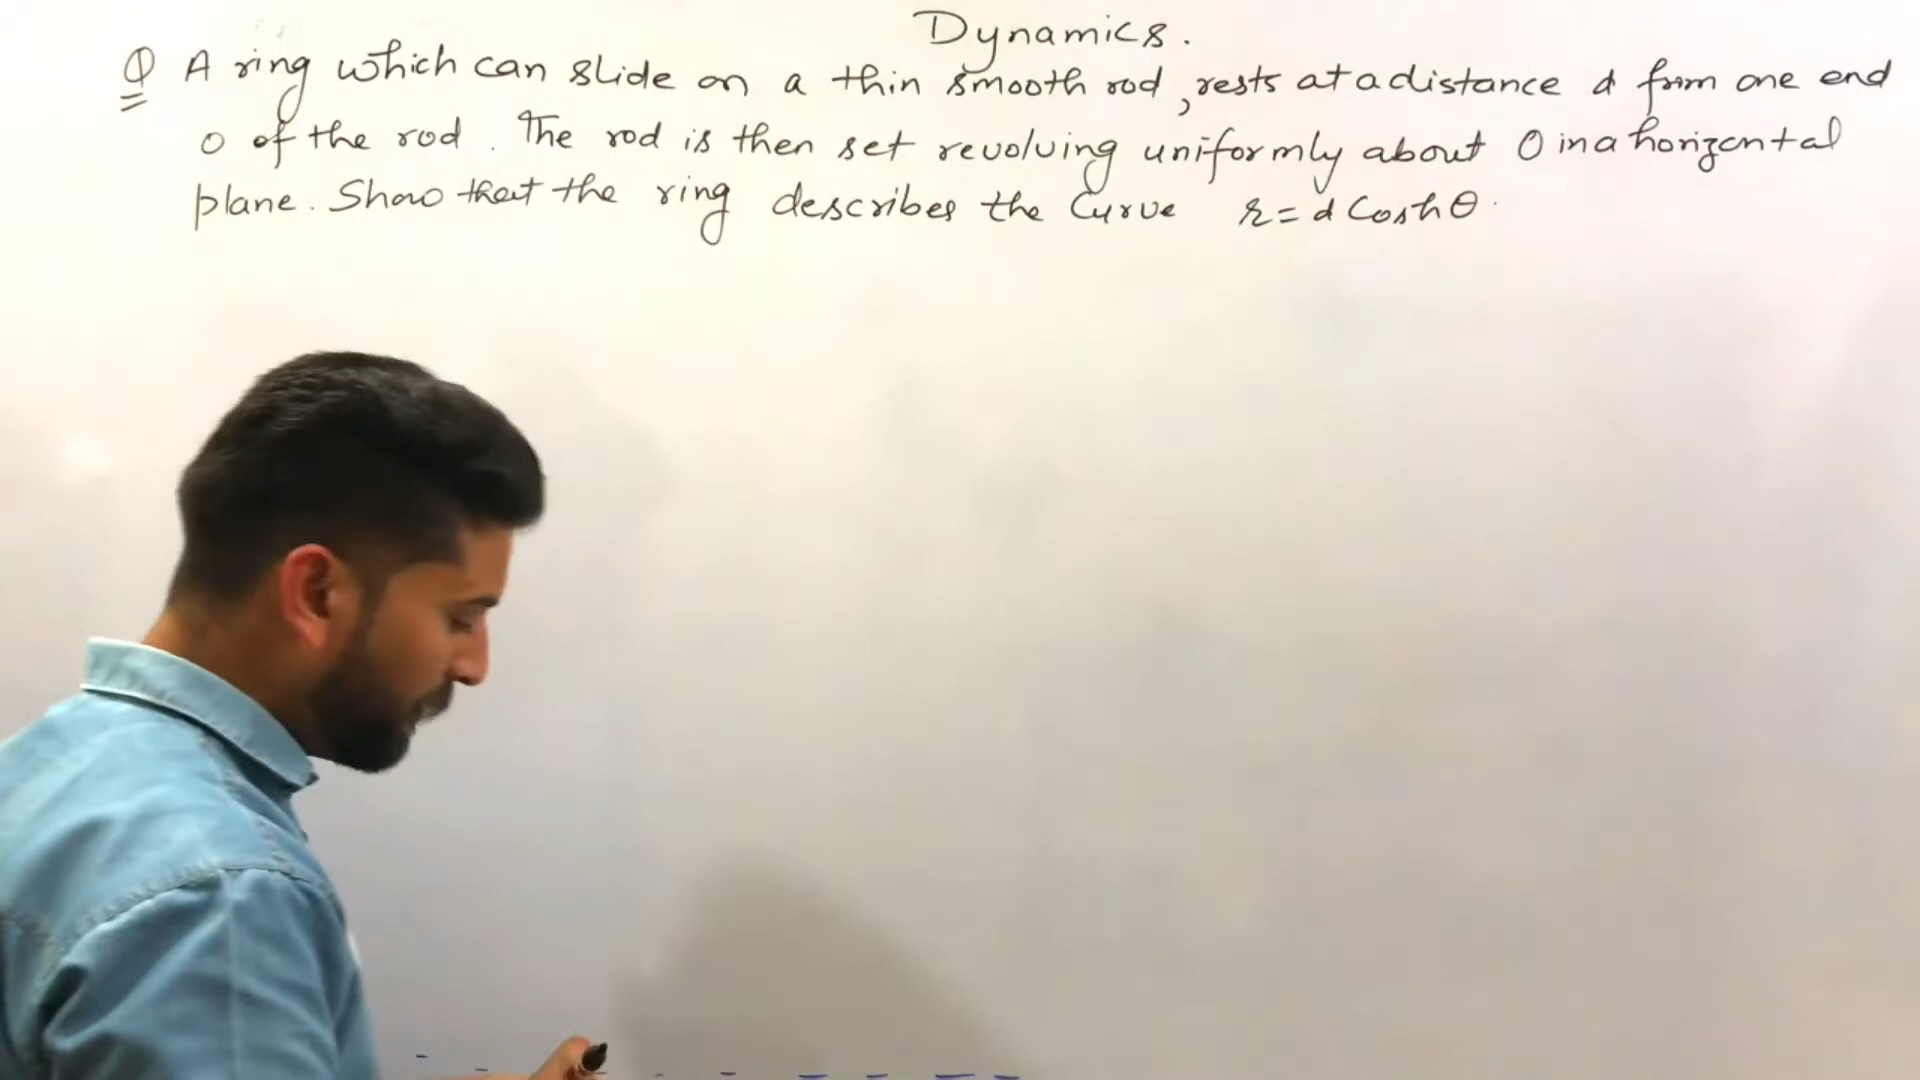 Dynamics.
Q A ring which can slide on a thin smooth rod, rests at a distance d from one end
O of the rod. The rod is then set revolving uniformly about O in a horizontal
plane. Show that the ring describes the Curve r = d Cosh θ.